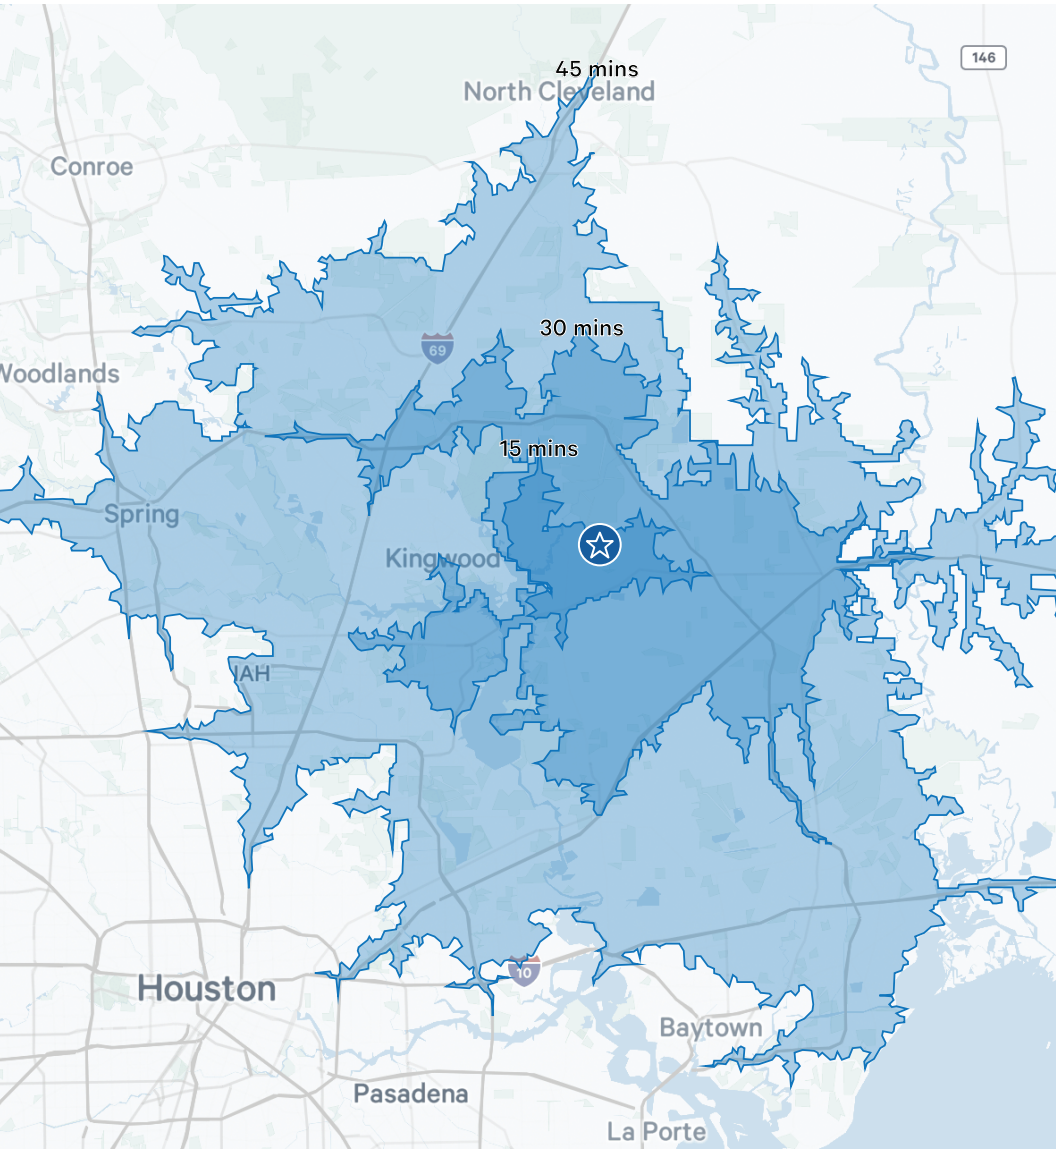 45 mins
146
North Cleveland
Conroe
30 mins
69
Woodlands
15 mins
Spring
Kingwood
IAH
10
Houston
Baytown
Pasadena
La Porte